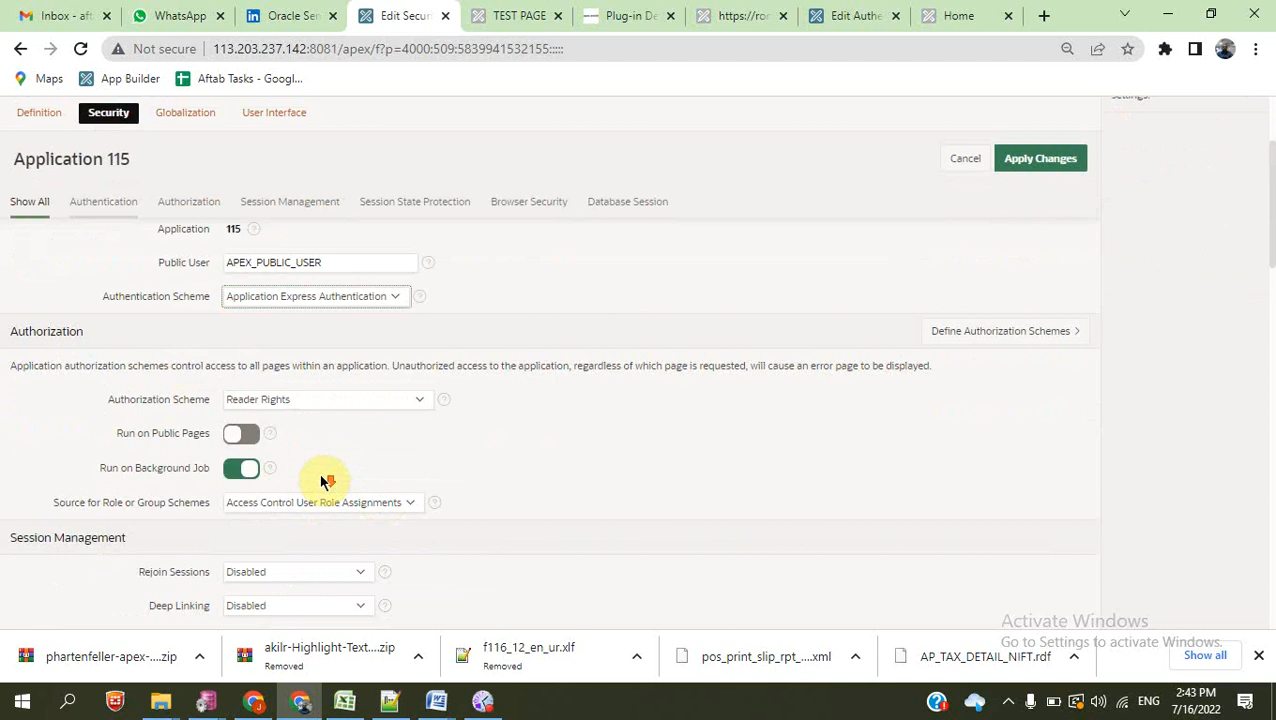 Inbox - aftab
WhatsApp
Oracle Serv
Edit Secur
TEST PAGE
Plug-in De
https://ror
Edit Authe
Home
Not secure
113.203.237.142:8081/apex/f?p=4000:509:5839941532155:::::
Maps
App Builder
Aftab Tasks - Googl...
Definition
Security
Globalization
User Interface
settings.
Application 115
Cancel
Apply Changes
Show All
Authentication
Authorization
Session Management
Session State Protection
Browser Security
Database Session
Application 115
Public User APEX_PUBLIC_USER
Authentication Scheme Application Express Authentication
Authorization
Define Authorization Schemes
Application authorization schemes control access to all pages within an application. Unauthorized access to the application, regardless of which page is requested, will cause an error page to be displayed.
Authorization Scheme Reader Rights
Run on Public Pages
Run on Background Job
Source for Role or Group Schemes Access Control User Role Assignments
Session Management
Rejoin Sessions Disabled
Deep Linking Disabled
Activate Windows
Go to Settings to activate Windows.
phartenfeller-apex-....zip
akilr-Highlight-Text....zip
Removed
f116_12_en_ur.xlf
Removed
pos_print_slip_rpt_....xml
AP_TAX_DETAIL_NIFT.rdf
Show all
ENG
2:43 PM
7/16/2022